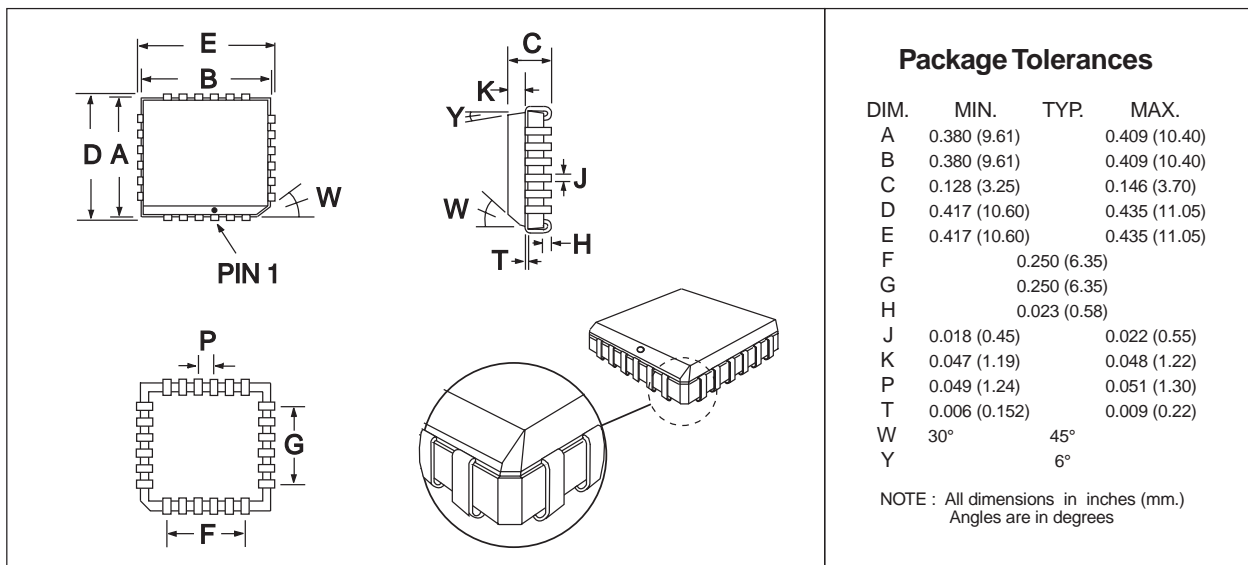 E
B
D A
W
PIN 1
C
K
Y
J
W
H
T
P
G
F
Package Tolerances
DIM. MIN. TYP. MAX.
A 0.380 (9.61) 0.409 (10.40)
B 0.380 (9.61) 0.409 (10.40)
C 0.128 (3.25) 0.146 (3.70)
D 0.417 (10.60) 0.435 (11.05)
E 0.417 (10.60) 0.435 (11.05)
F 0.250 (6.35)
G 0.250 (6.35)
H 0.023 (0.58)
J 0.018 (0.45) 0.022 (0.55)
K 0.047 (1.19) 0.048 (1.22)
P 0.049 (1.24) 0.051 (1.30)
T 0.006 (0.152) 0.009 (0.22)
W 30° 45°
Y 6°
NOTE : All dimensions in inches (mm.)
Angles are in degrees